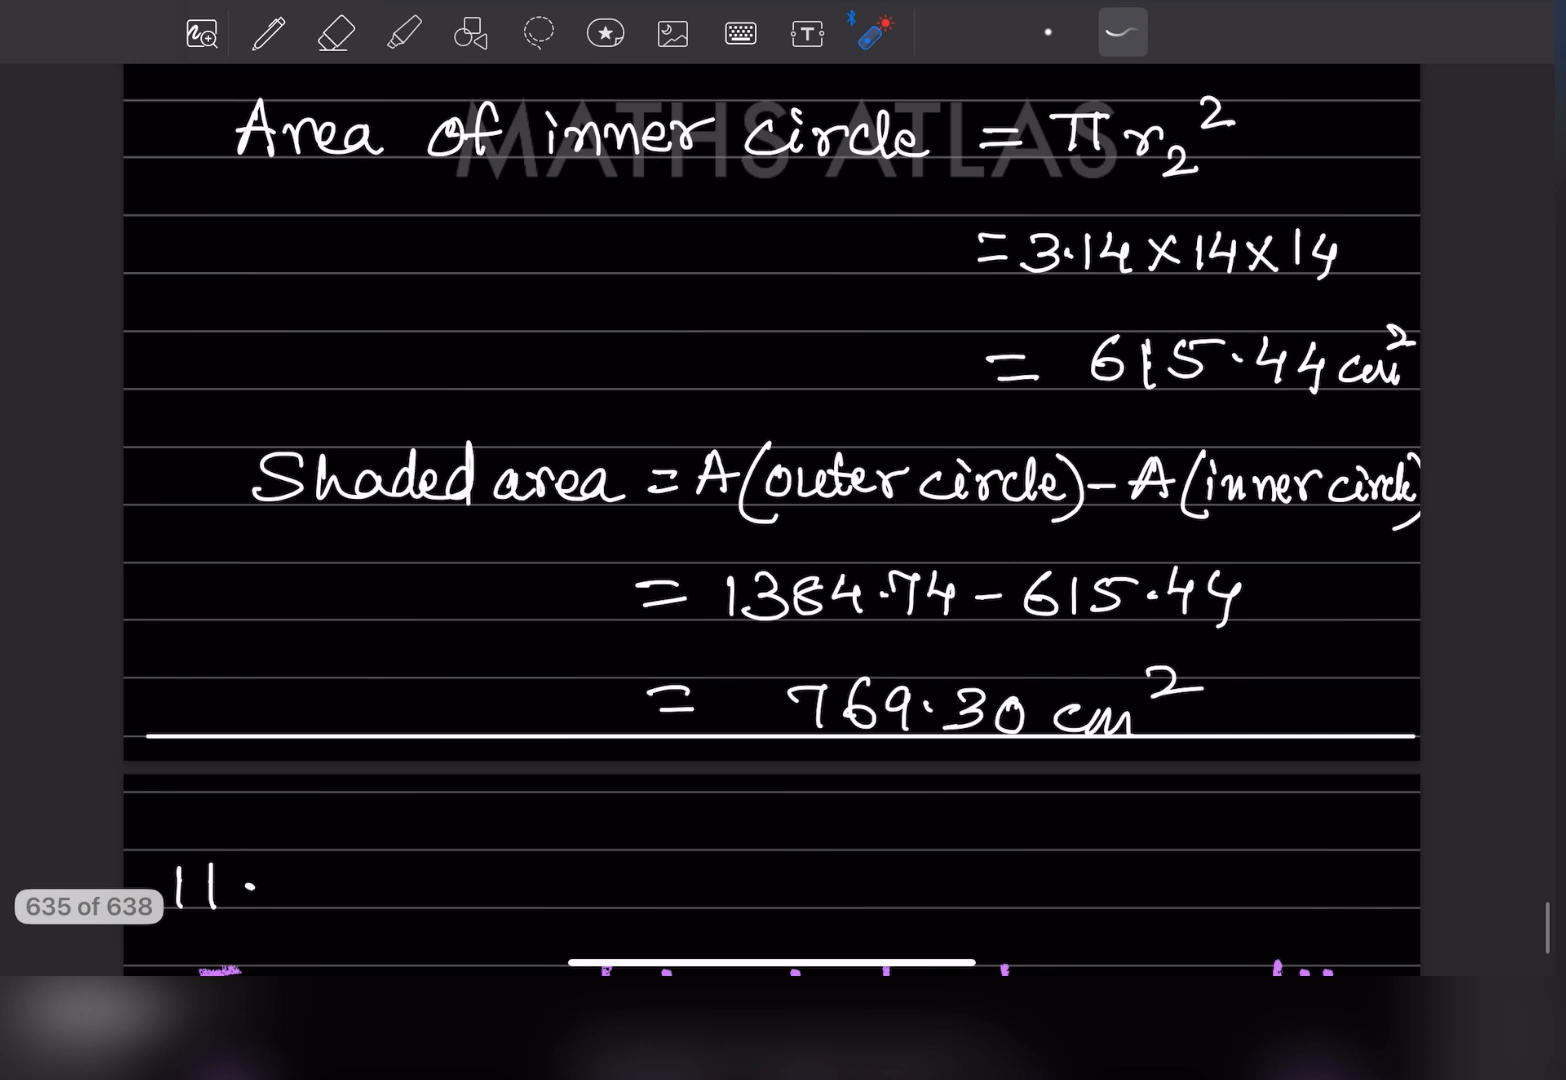 MATHS ATLAS
Area of inner circle = πr₂²
= 3.14 × 14 × 14
= 615.44 cm²
Shaded area = A(outer circle) - A(inner circle)
= 1384.74 - 615.44
= 769.30 cm²
11.
635 of 638